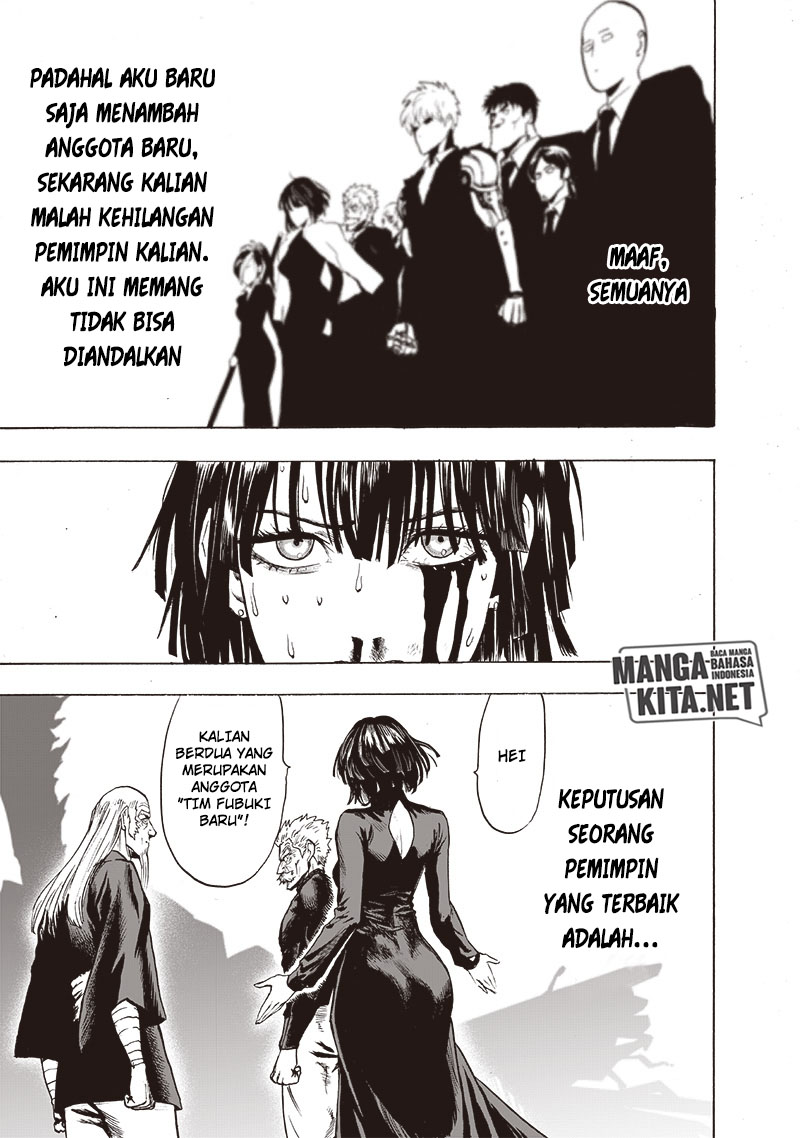 MAAF,
SEMUANYA
PADAHAL AKU BARU
SAJA MENAMBAH
ANGGOTA BARU,
SEKARANG KALIAN
MALAH KEHILANGAN
PEMIMPIN KALIAN.
AKU INI MEMANG
TIDAK BISA
DIANDALKAN
MANGA
KITA.NET
BACA MANGA
BAHASA
INDONESIA
KEPUTUSAN
SEORANG
PEMIMPIN
YANG TERBAIK
ADALAH...
HEI
KALIAN
BERDUA YANG
MERUPAKAN
ANGGOTA
"TIM FUBUKI
BARU"!